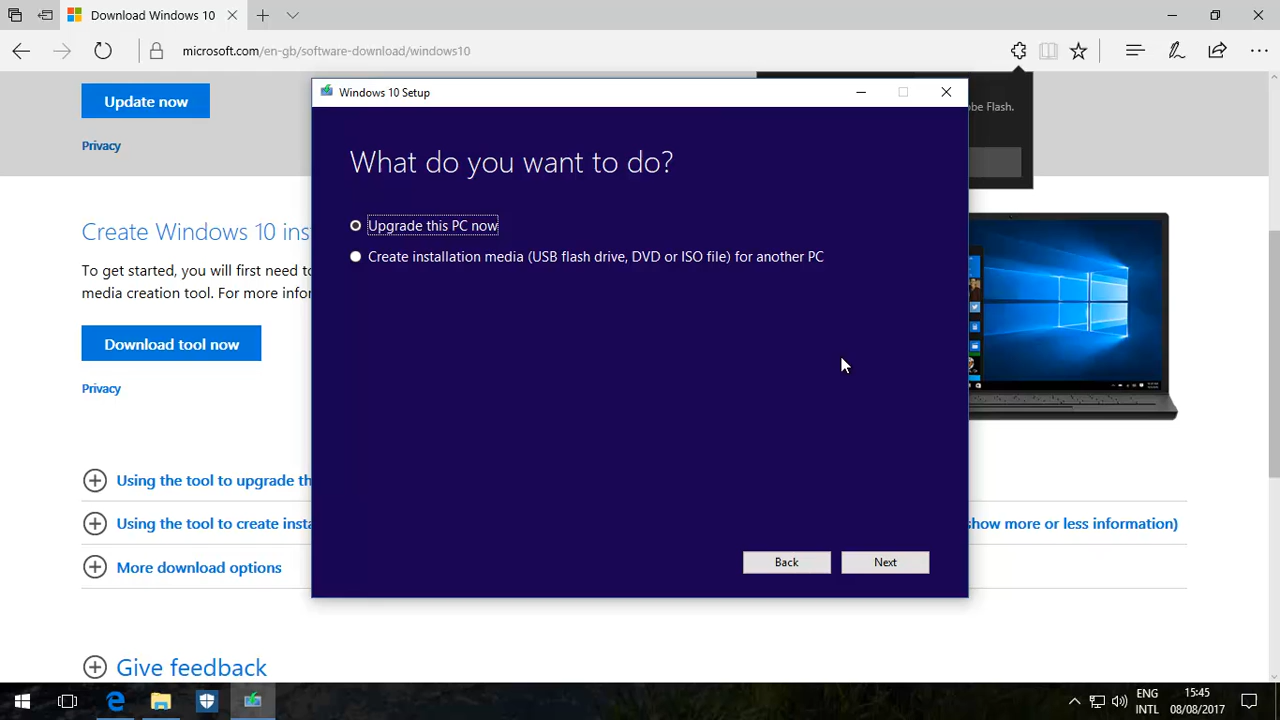 Download Windows 10
microsoft.com/en-gb/software-download/windows10
Update now
Privacy
be Flash.
Windows 10 Setup
What do you want to do?
Upgrade this PC now
Create installation media (USB flash drive, DVD or ISO file) for another PC
Back
Next
Create Windows 10 ins
To get started, you will first need to
media creation tool. For more infor
Download tool now
Privacy
Using the tool to upgrade th
Using the tool to create insta
show more or less information)
More download options
Give feedback
ENG
INTL
15:45
08/08/2017